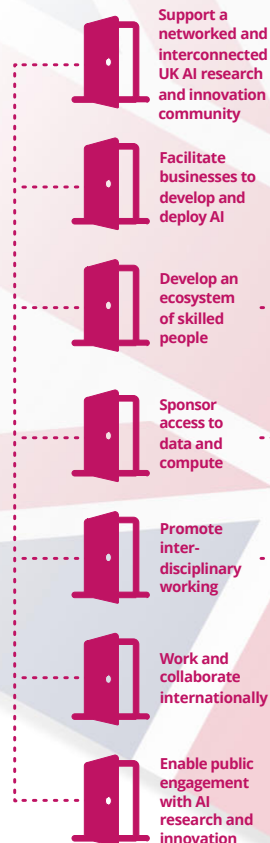 Support a
networked and
interconnected
UK AI research
and innovation
community
Facilitate
businesses to
develop and
deploy AI
Develop an
ecosystem
of skilled
people
Sponsor
access to
data and
compute
Promote
inter-
disciplinary
working
Work and
collaborate
internationally
Enable public
engagement
with AI
research and
innovation